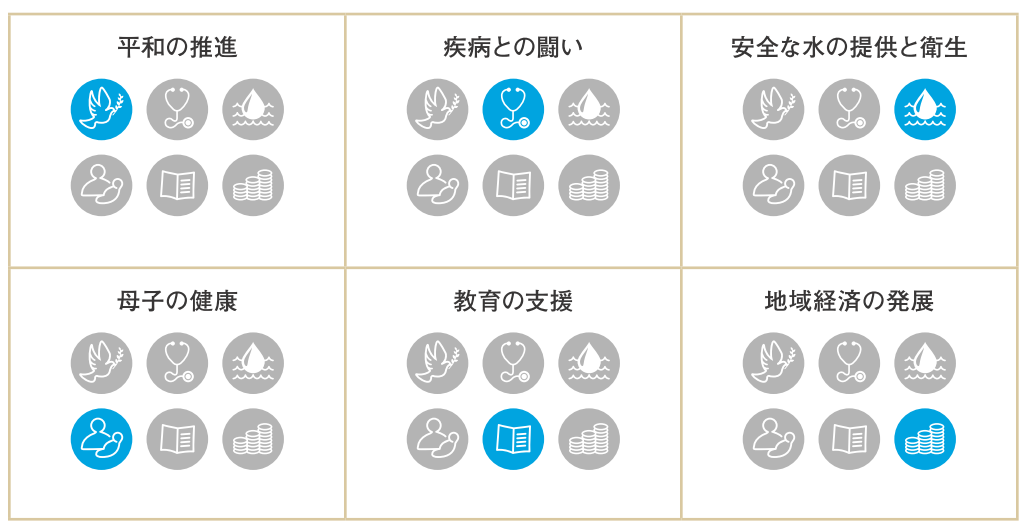 平和の推進
疾病との闘い
安全な水の提供と衛生
母子の健康
教育の支援
地域経済の発展